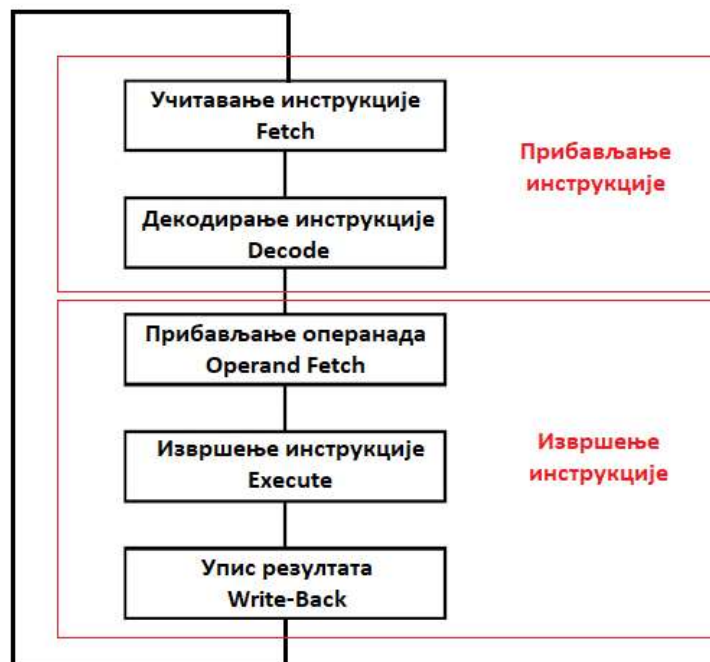 Учитавање инструкције
Fetch
Прибављање
инструкције
Декодирање инструкције
Decode
Прибављање операнада
Operand Fetch
Извршење инструкције
Execute
Извршење
инструкције
Упис резултата
Write-Back